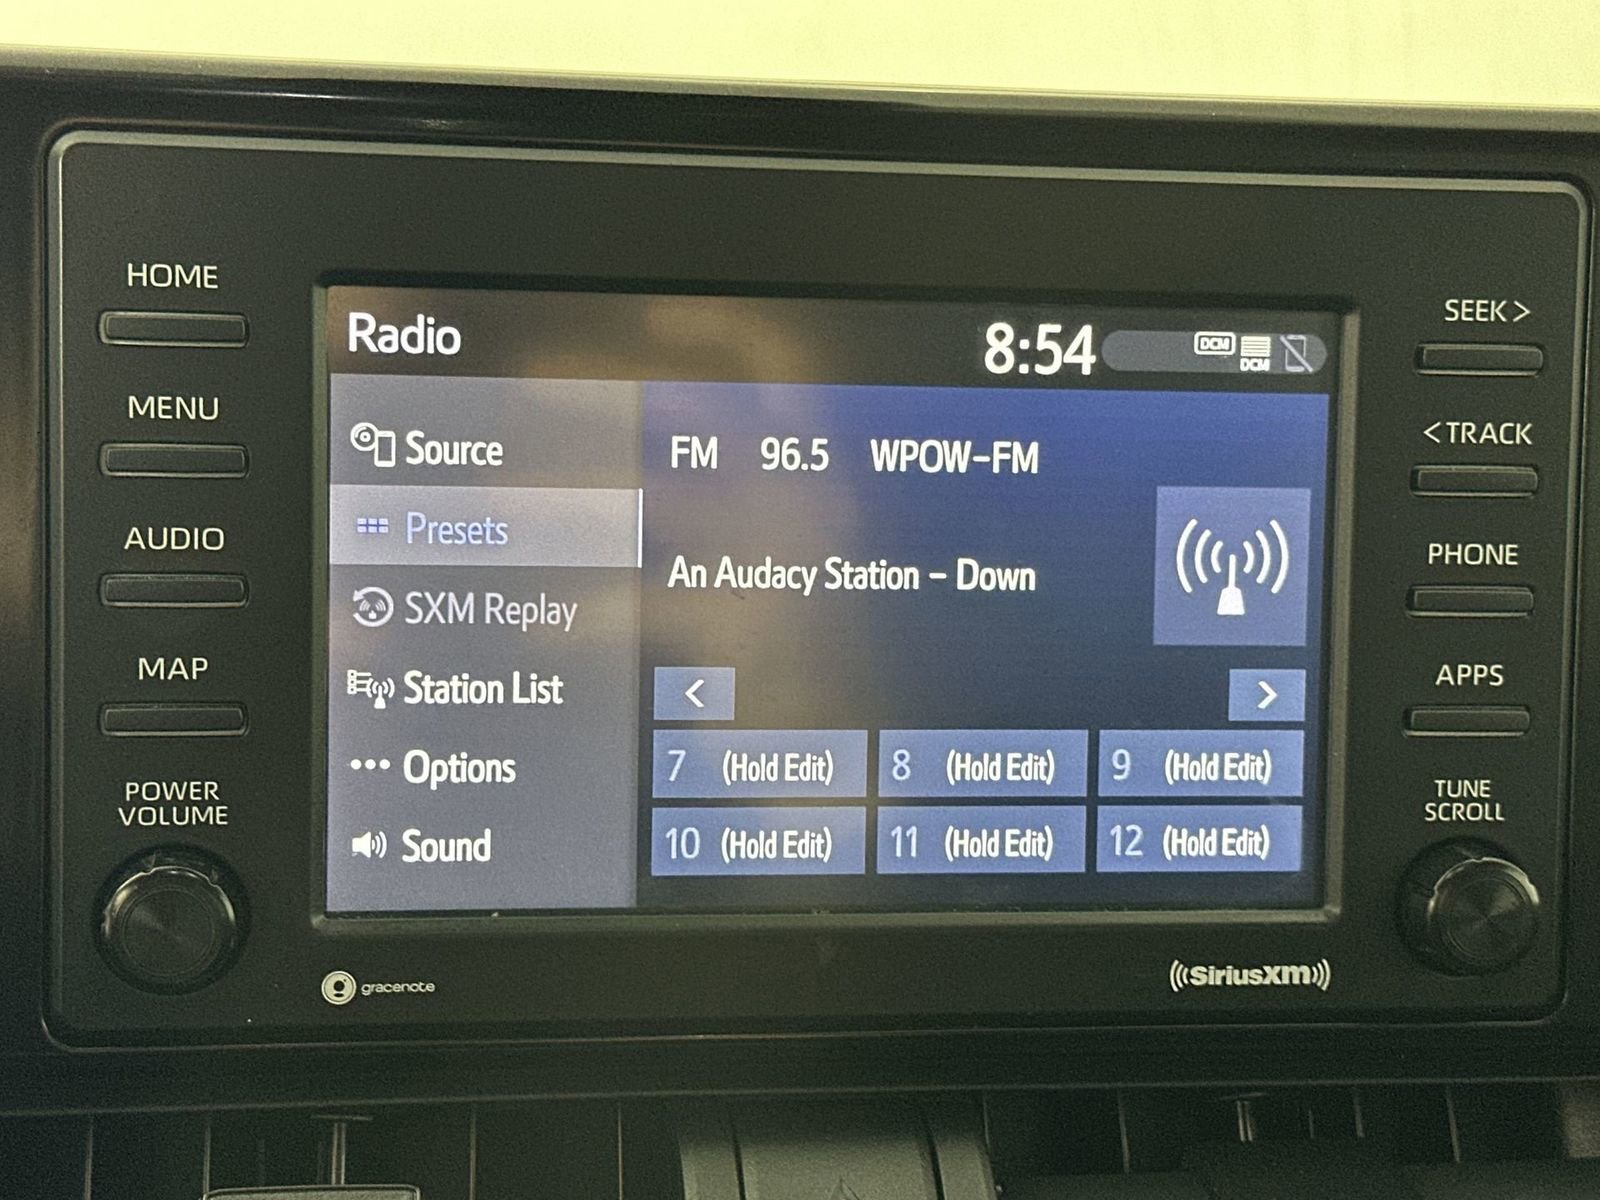 HOME
MENU
AUDIO
MAP
POWER
VOLUME
Radio
8:54
DCM
DCM
Source
Presets
SXM Replay
Station List
Options
Sound
FM 96.5 WPOW-FM
An Audacy Station - Down
<
>
7 (Hold Edit)
8 (Hold Edit)
9 (Hold Edit)
10 (Hold Edit)
11 (Hold Edit)
12 (Hold Edit)
SEEK >
< TRACK
PHONE
APPS
TUNE
SCROLL
gracenote
((SiriusXM))